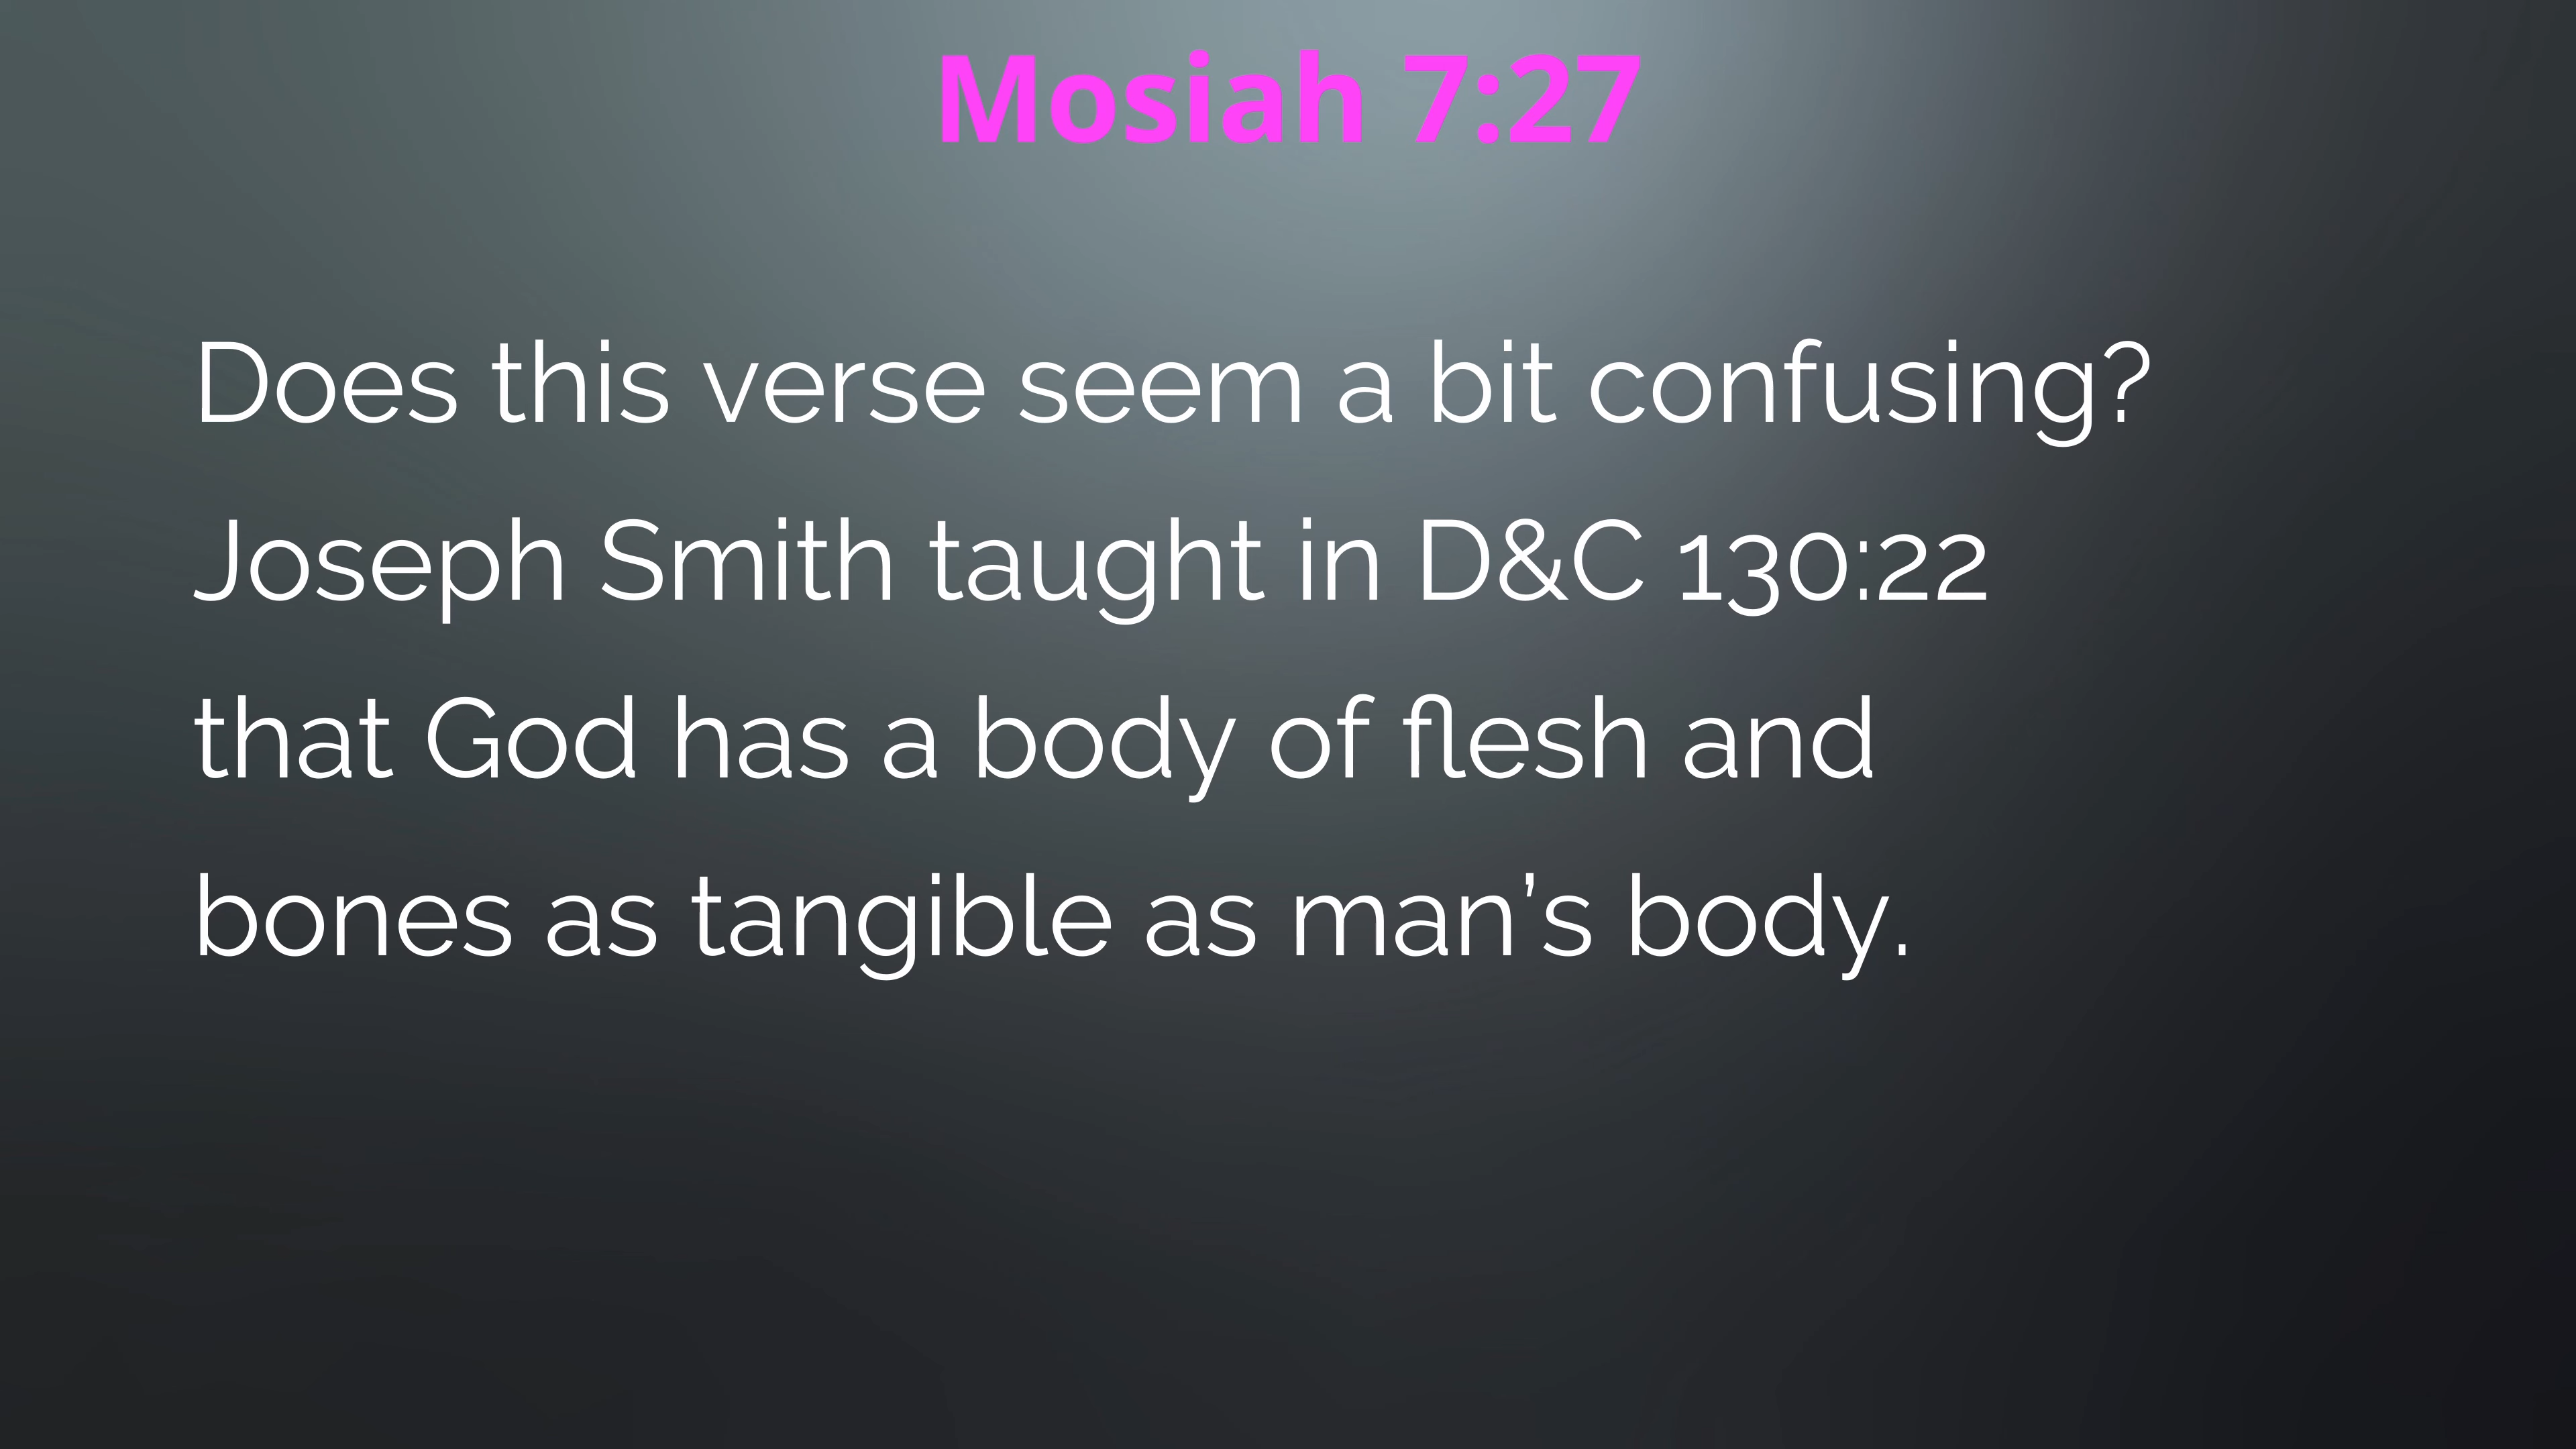 Mosiah 7:27
Does this verse seem a bit confusing?
Joseph Smith taught in D&C 130:22
that God has a body of flesh and
bones as tangible as man’s body.